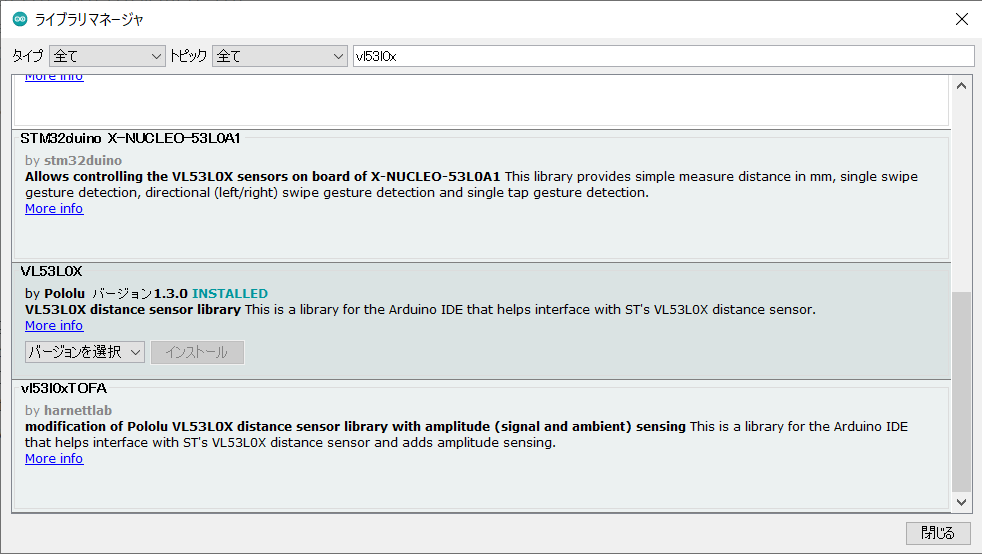 ライブラリマネージャ
タイプ 全て トピック 全て vl53l0x
More info
STM32duino X-NUCLEO-53L0A1
by stm32duino
Allows controlling the VL53L0X sensors on board of X-NUCLEO-53L0A1 This library provides simple measure distance in mm, single swipe
gesture detection, directional (left/right) swipe gesture detection and single tap gesture detection.
More info
VL53L0X
by Pololu バージョン1.3.0 INSTALLED
VL53L0X distance sensor library This is a library for the Arduino IDE that helps interface with ST's VL53L0X distance sensor.
More info
バージョンを選択 インストール
vl53l0xTOFA
by harnettlab
modification of Pololu VL53L0X distance sensor library with amplitude (signal and ambient) sensing This is a library for the Arduino IDE
that helps interface with ST's VL53L0X distance sensor and adds amplitude sensing.
More info
閉じる